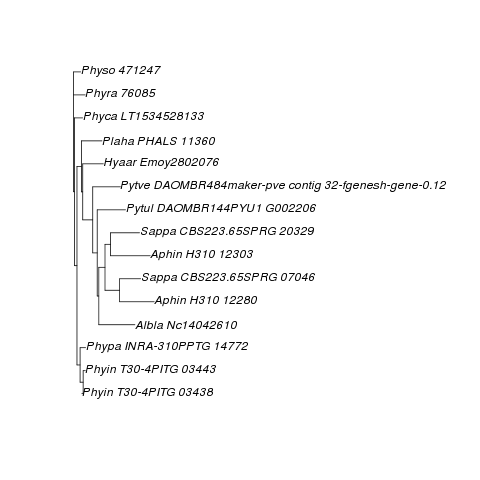 Physo 471247
Phyra 76085
Phyca LT1534528133
Plaha PHALS 11360
Hyaar Emoy2802076
Pytve DAOMBR484maker-pve contig 32-fgenesh-gene-0.12
Pytul DAOMBR144PYU1 G002206
Sappa CBS223.65SPRG 20329
Aphin H310 12303
Sappa CBS223.65SPRG 07046
Aphin H310 12280
Albla Nc14042610
Phypa INRA-310PPTG 14772
Phyin T30-4PITG 03443
Phyin T30-4PITG 03438